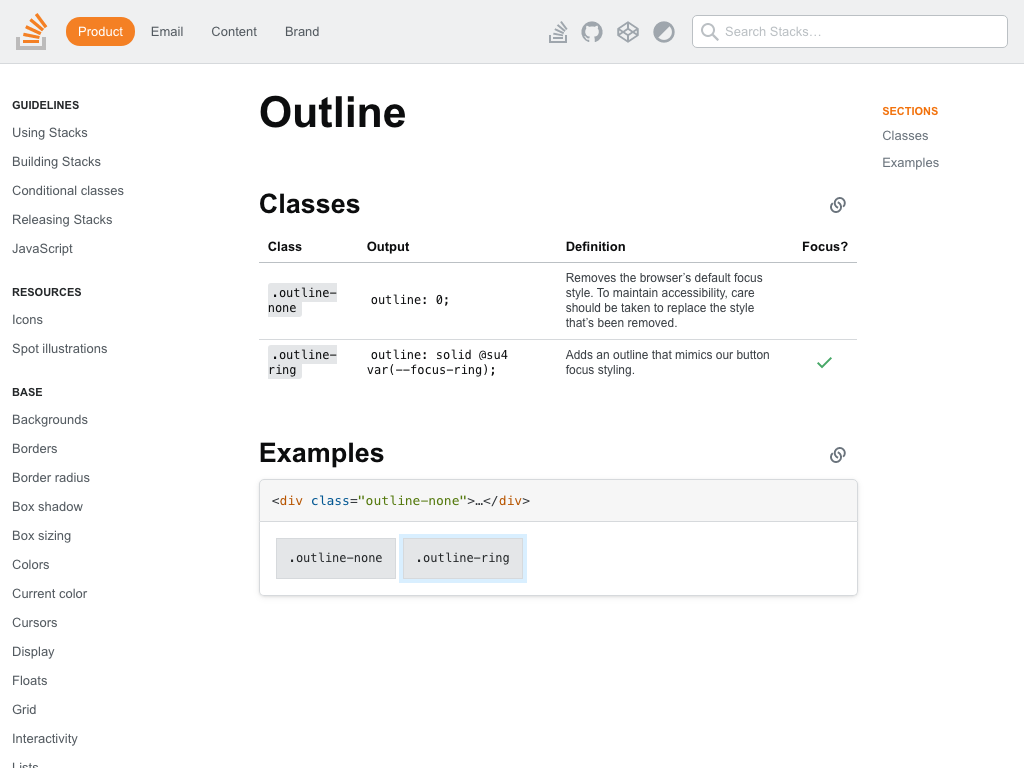 Product
Email
Content
Brand
Search Stacks…
GUIDELINES
Using Stacks
Building Stacks
Conditional classes
Releasing Stacks
JavaScript
RESOURCES
Icons
Spot illustrations
BASE
Backgrounds
Borders
Border radius
Box shadow
Box sizing
Colors
Current color
Cursors
Display
Floats
Grid
Interactivity
Lists
Outline
Classes
Class Output Definition Focus?
.outline-
none
outline: 0;
Removes the browser’s default focus
style. To maintain accessibility, care
should be taken to replace the style
that’s been removed.
.outline-
ring
outline: solid @su4
var(--focus-ring);
Adds an outline that mimics our button
focus styling.
Examples
<div class="outline-none">…</div>
.outline-none
.outline-ring
SECTIONS
Classes
Examples